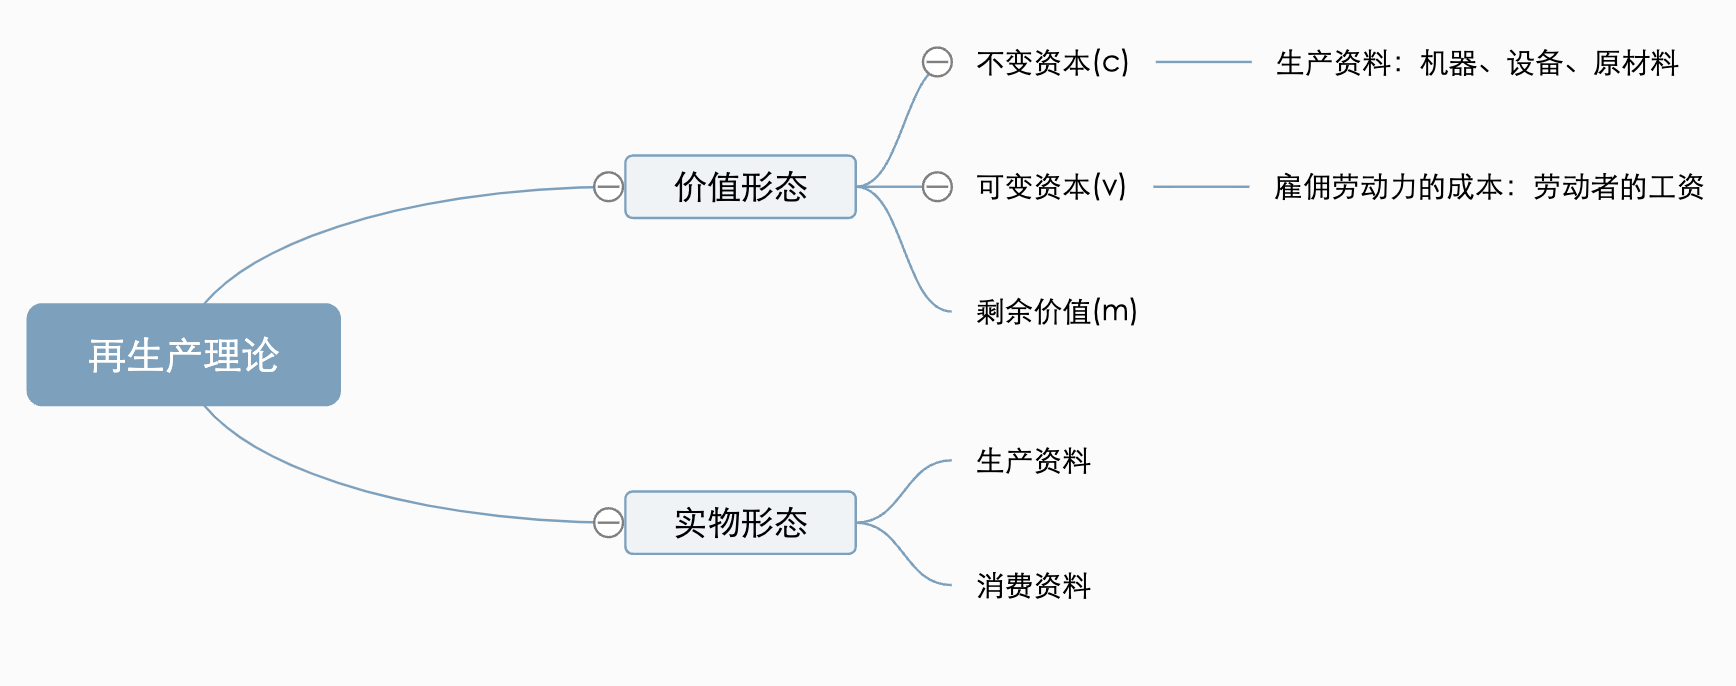 再生产理论
价值形态
不变资本(c)
生产资料：机器、设备、原材料
可变资本(v)
雇佣劳动力的成本：劳动者的工资
剩余价值(m)
实物形态
生产资料
消费资料